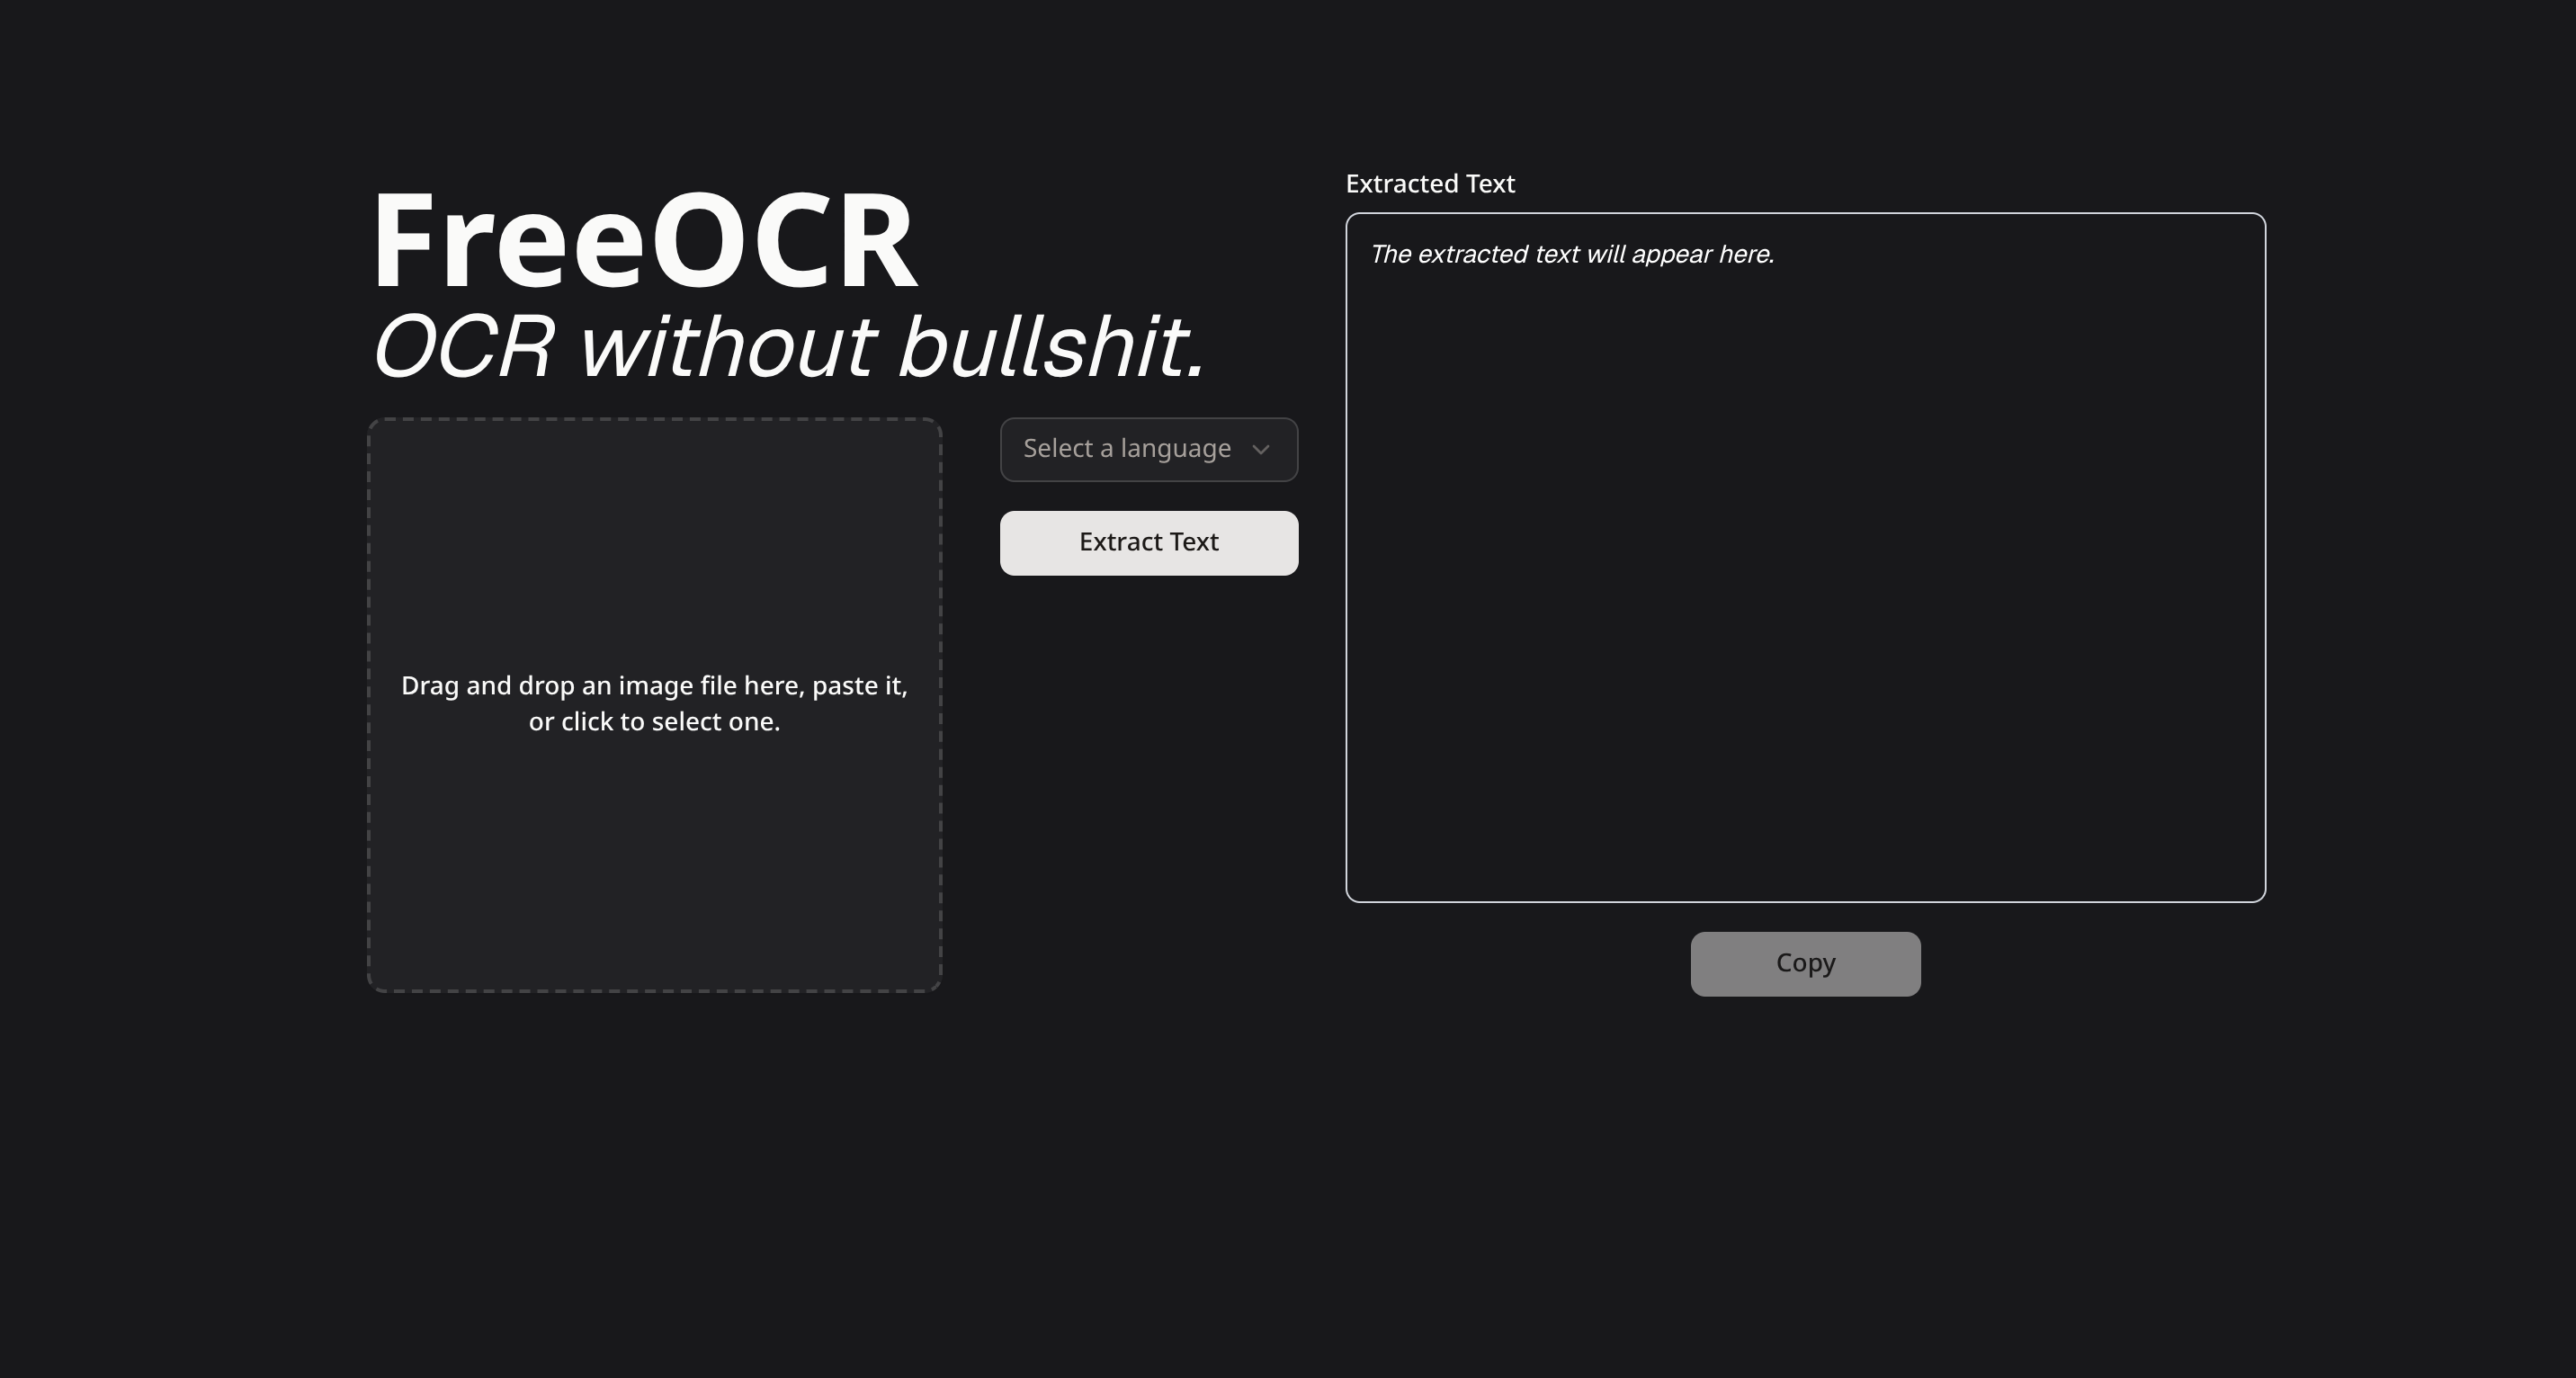 FreeOCR
OCR without bullshit.
Drag and drop an image file here, paste it,
or click to select one.
Select a language
Extract Text
Extracted Text
The extracted text will appear here.
Copy